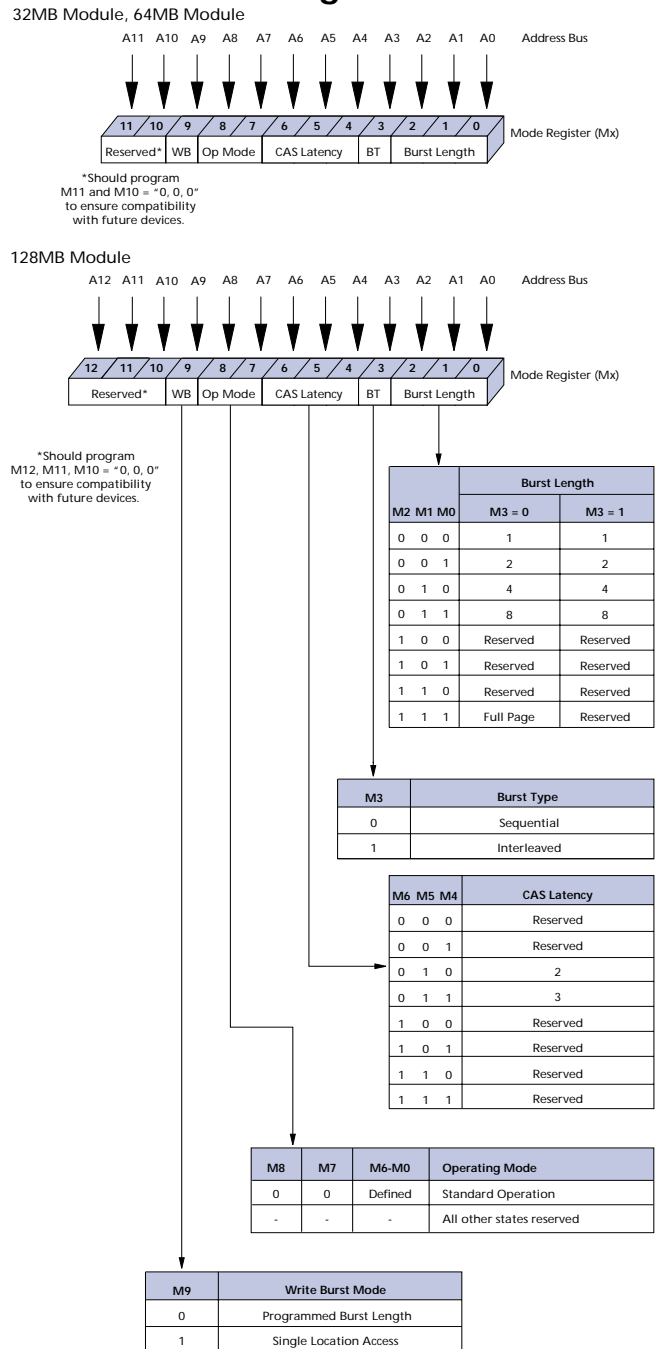 32MB Module, 64MB Module
A11 A10 A9 A8 A7 A6 A5 A4 A3 A2 A1 A0 Address Bus
11 10 9 8 7 6 5 4 3 2 1 0
Mode Register (Mx)
Reserved* WB Op Mode CAS Latency BT Burst Length
*Should program
M11 and M10 = “0, 0, 0”
to ensure compatibility
with future devices.
128MB Module
A12 A11 A10 A9 A8 A7 A6 A5 A4 A3 A2 A1 A0 Address Bus
12 11 10 9 8 7 6 5 4 3 2 1 0
Mode Register (Mx)
Reserved* WB Op Mode CAS Latency BT Burst Length
*Should program
M12, M11, M10 = “0, 0, 0”
to ensure compatibility
with future devices.
Burst Length
M2 M1 M0 M3 = 0 M3 = 1
0 0 0 1 1
0 0 1 2 2
0 1 0 4 4
0 1 1 8 8
1 0 0 Reserved Reserved
1 0 1 Reserved Reserved
1 1 0 Reserved Reserved
1 1 1 Full Page Reserved
M3 Burst Type
0 Sequential
1 Interleaved
M6 M5 M4 CAS Latency
0 0 0 Reserved
0 0 1 Reserved
0 1 0 2
0 1 1 3
1 0 0 Reserved
1 0 1 Reserved
1 1 0 Reserved
1 1 1 Reserved
M8 M7 M6-M0 Operating Mode
0 0 Defined Standard Operation
- - - All other states reserved
M9 Write Burst Mode
0 Programmed Burst Length
1 Single Location Access